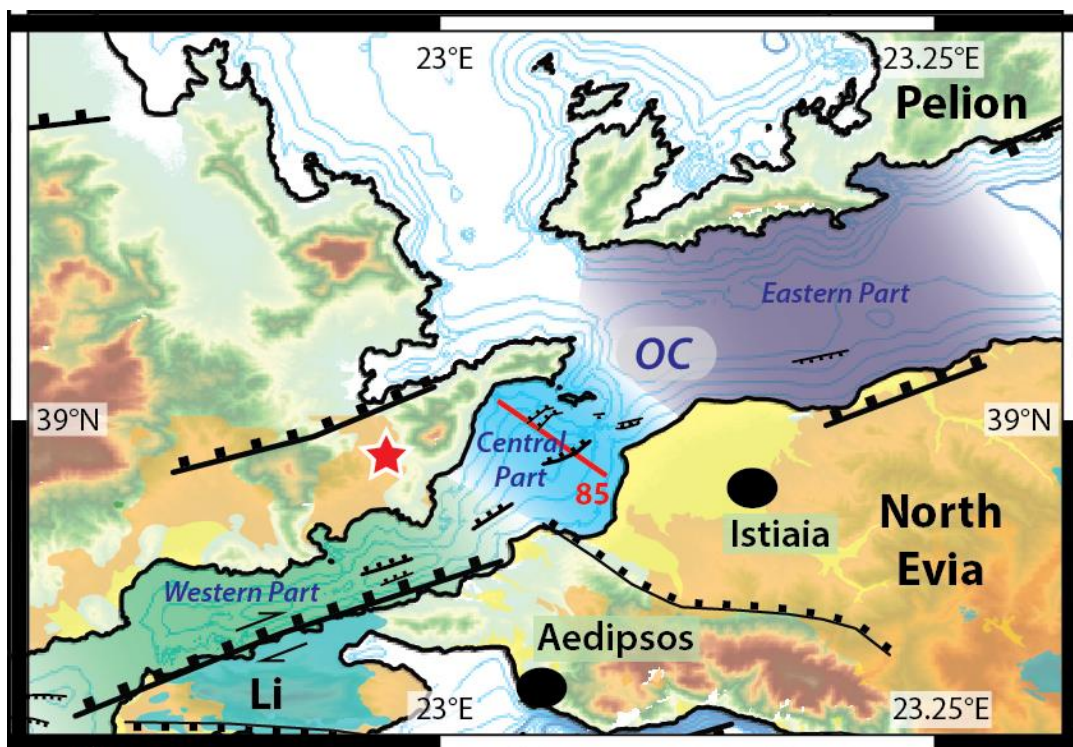 23°E
23.25°E
Pelion
Eastern Part
OC
39°N
39°N
Central
Part
85
Istiaia
North
Evia
Western Part
Aedipsos
Li
23°E
23.25°E